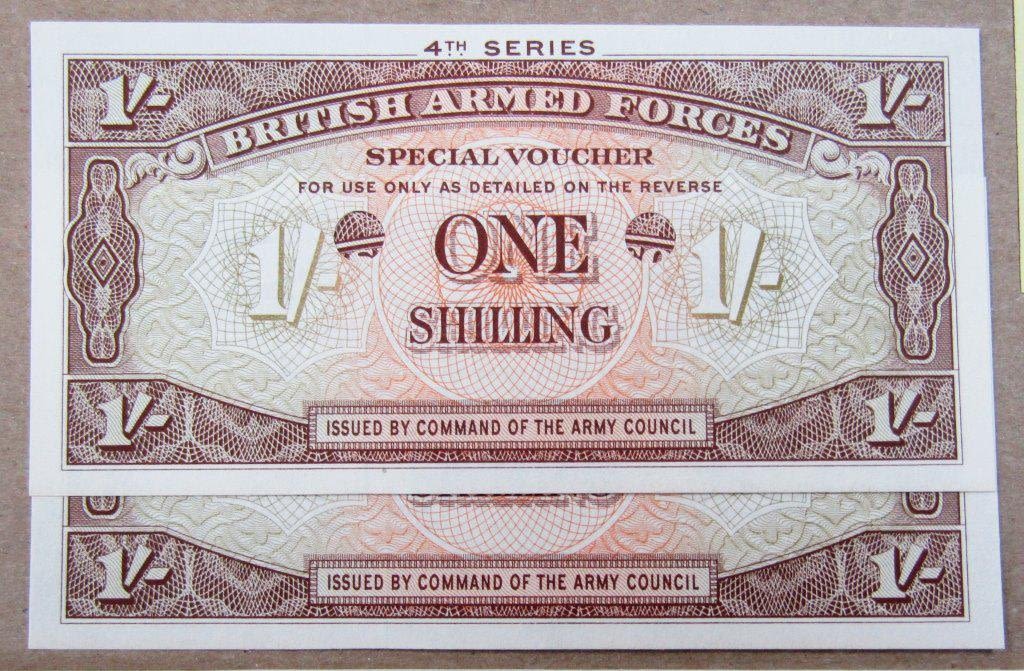 4TH SERIES
1/- 1/-
BRITISH ARMED FORCES
SPECIAL VOUCHER
FOR USE ONLY AS DETAILED ON THE REVERSE
1/- ONE 1/-
SHILLING
1/- 1/-
ISSUED BY COMMAND OF THE ARMY COUNCIL
SHILLING
1/- 1/-
ISSUED BY COMMAND OF THE ARMY COUNCIL